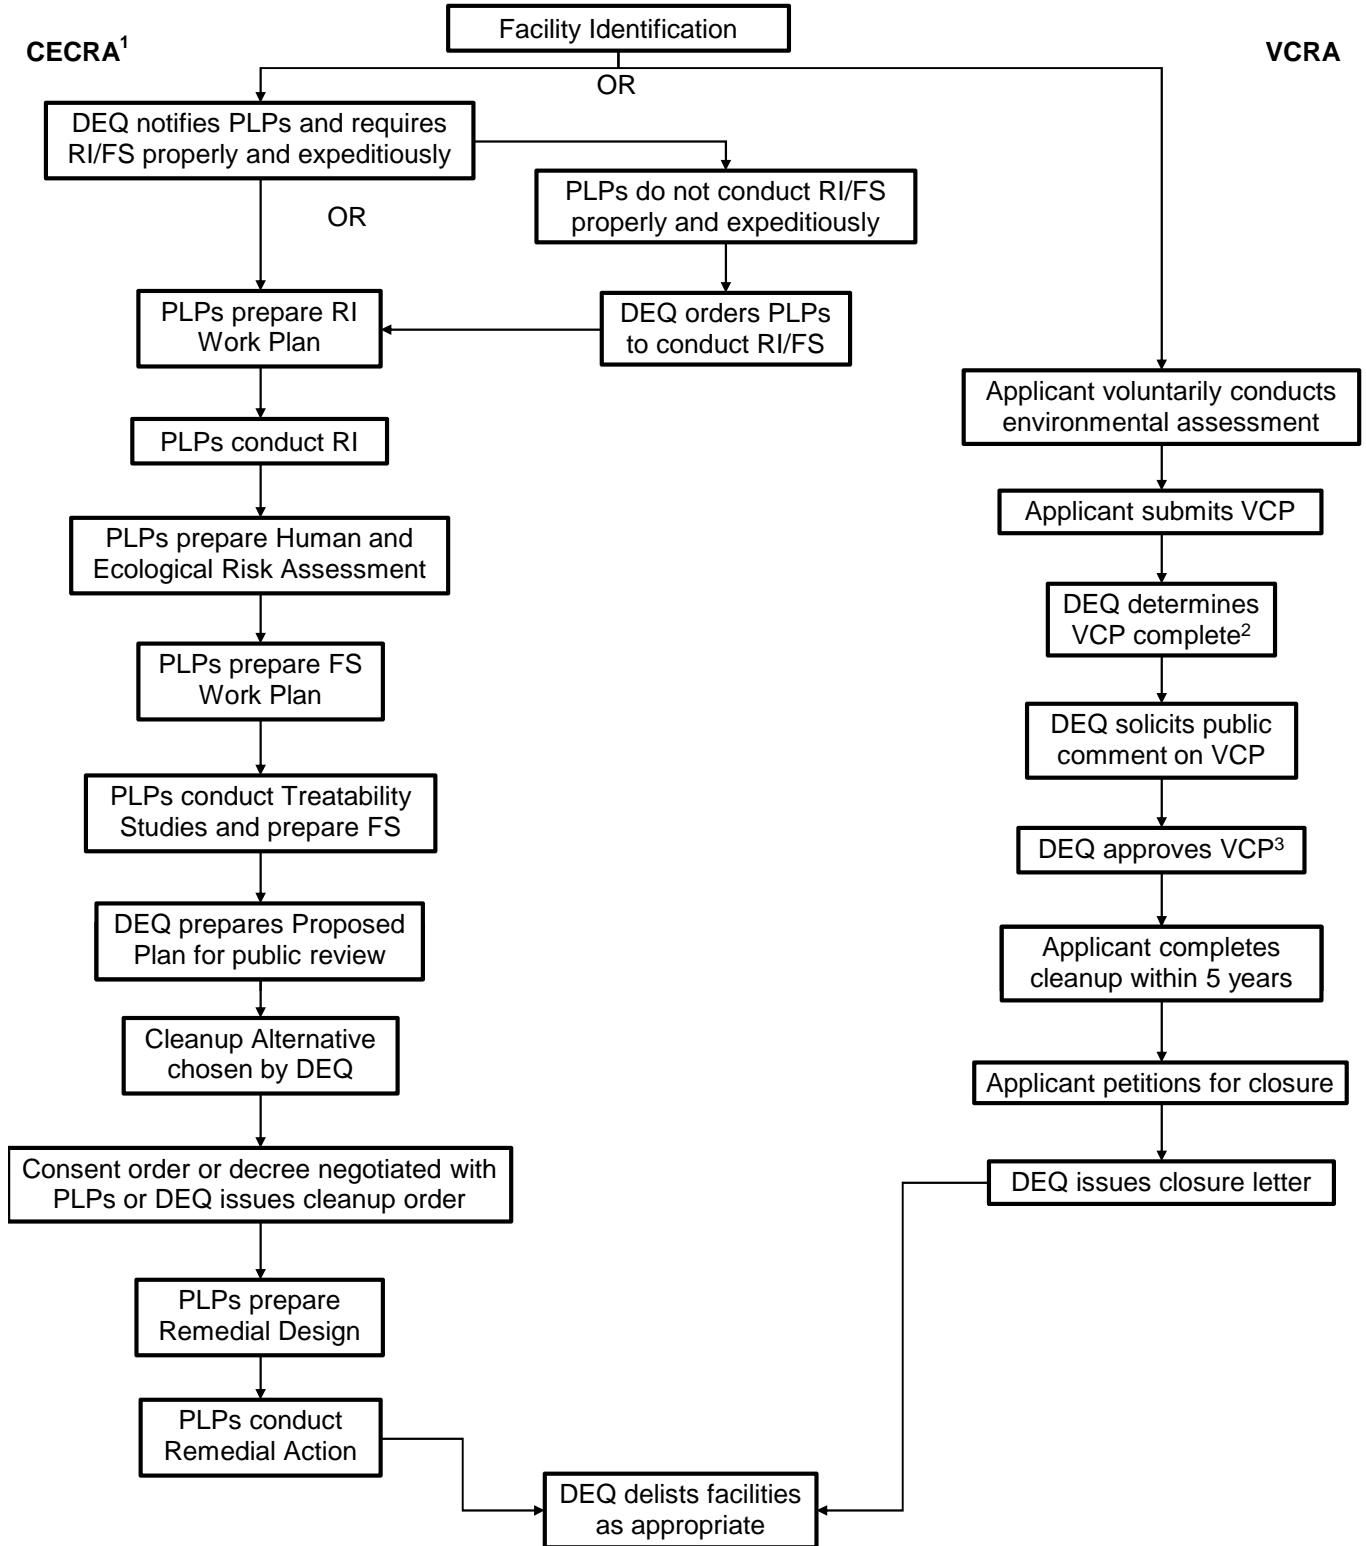 Facility Identification
CECRA¹
VCRA
OR
DEQ notifies PLPs and requires
RI/FS properly and expeditiously
PLPs do not conduct RI/FS
properly and expeditiously
OR
PLPs prepare RI
Work Plan
DEQ orders PLPs
to conduct RI/FS
PLPs conduct RI
PLPs prepare Human and
Ecological Risk Assessment
PLPs prepare FS
Work Plan
PLPs conduct Treatability
Studies and prepare FS
DEQ prepares Proposed
Plan for public review
Cleanup Alternative
chosen by DEQ
Consent order or decree negotiated with
PLPs or DEQ issues cleanup order
PLPs prepare
Remedial Design
PLPs conduct
Remedial Action
Applicant voluntarily conducts
environmental assessment
Applicant submits VCP
DEQ determines
VCP complete²
DEQ solicits public
comment on VCP
DEQ approves VCP³
Applicant completes
cleanup within 5 years
Applicant petitions for closure
DEQ issues closure letter
DEQ delists facilities
as appropriate